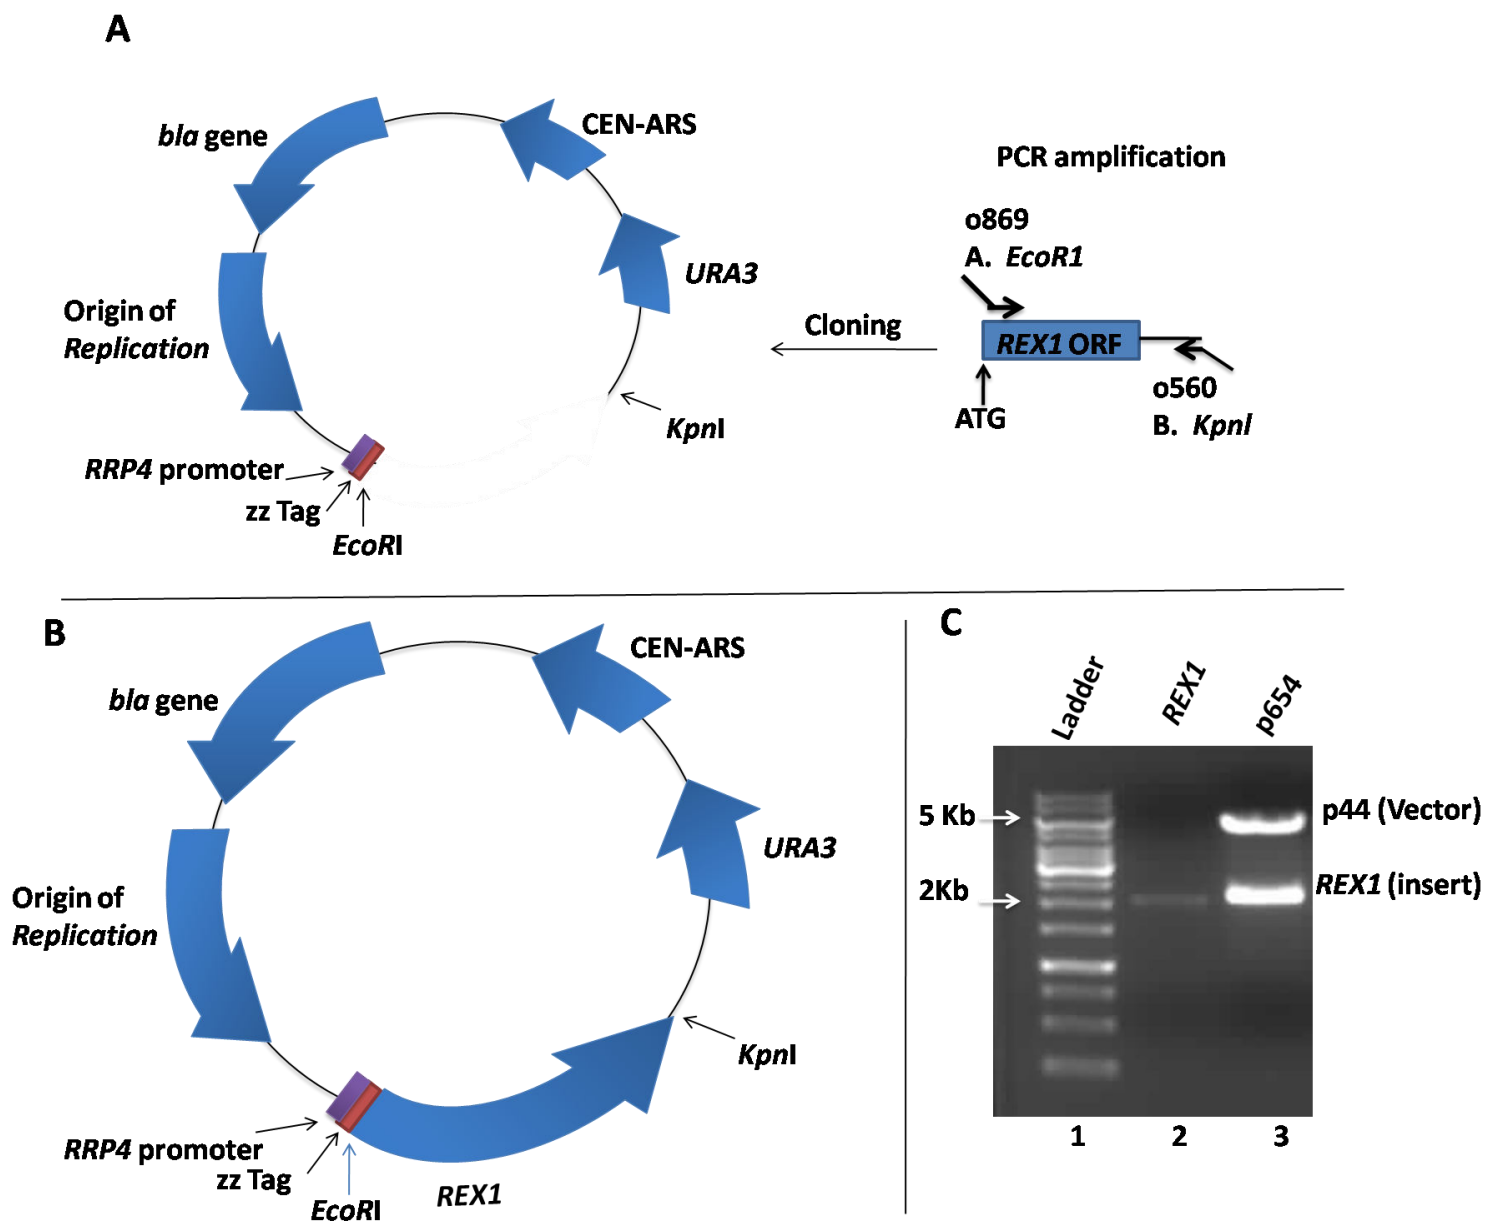 A
bla gene
CEN-ARS
URA3
Origin of
Replication
KpnI
RRP4 promoter
zz Tag
EcoRI
Cloning
PCR amplification
o869
A. EcoR1
REX1 ORF
ATG
o560
B. KpnI
B
bla gene
CEN-ARS
URA3
Origin of
Replication
KpnI
RRP4 promoter
zz Tag
EcoRI
REX1
C
Ladder
REX1
p654
5 Kb
p44 (Vector)
2Kb
REX1 (insert)
1 2 3